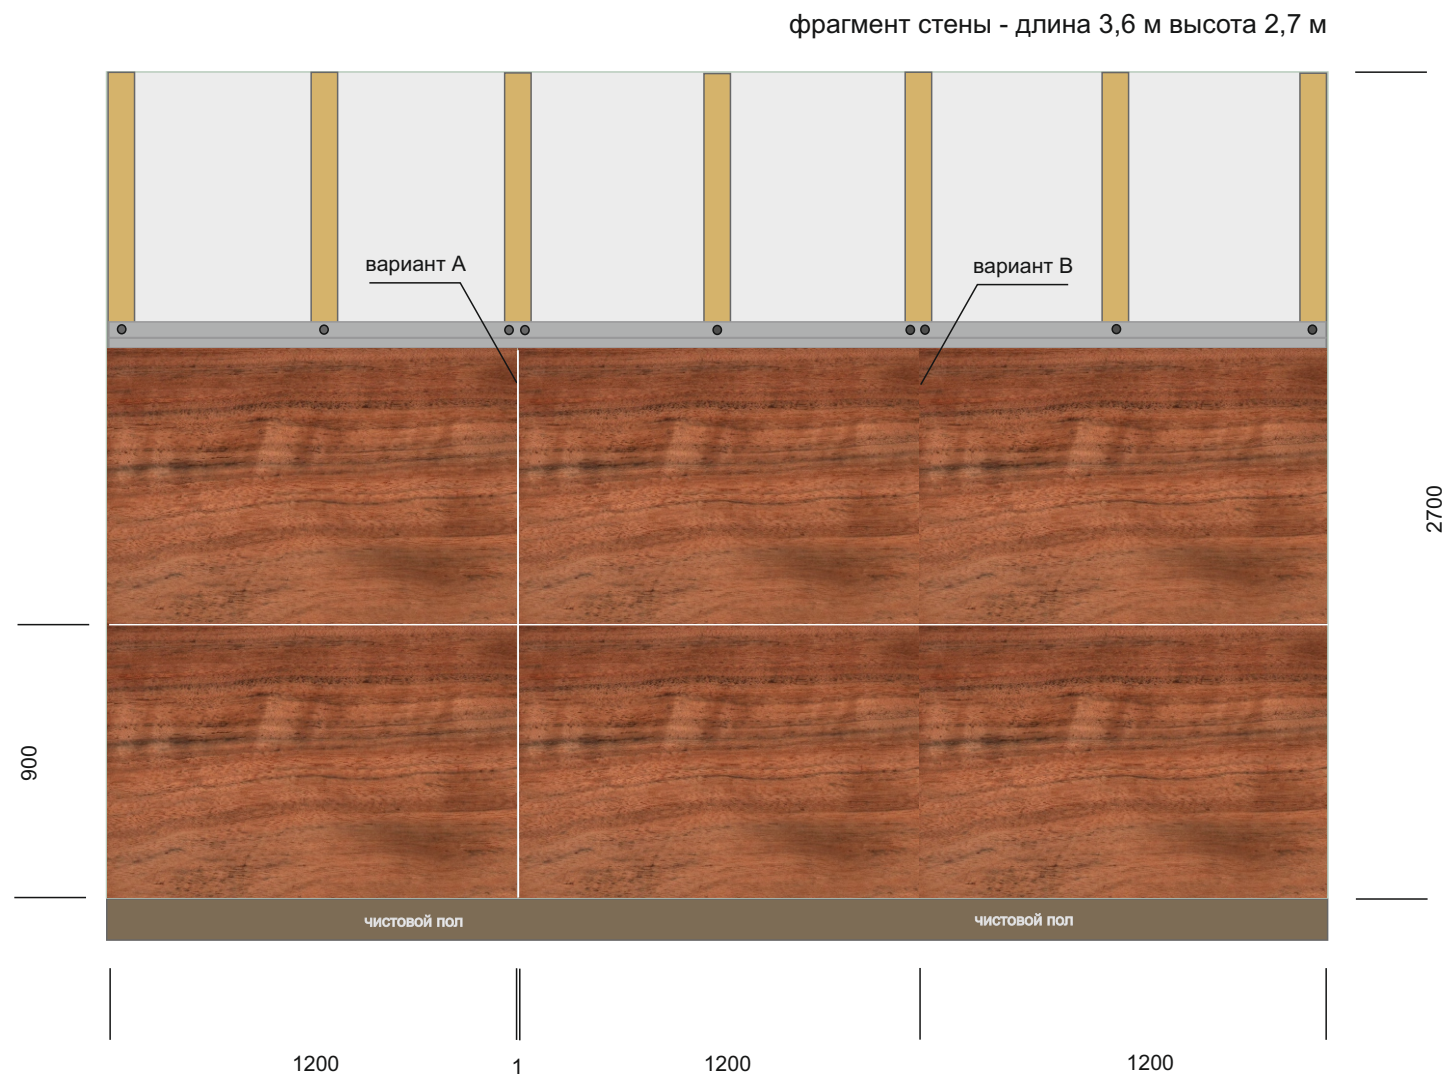 фрагмент стены - длина 3,6 м высота 2,7 м
вариант А
вариант В
2700
900
чистовой пол
чистовой пол
1200
1
1200
1200